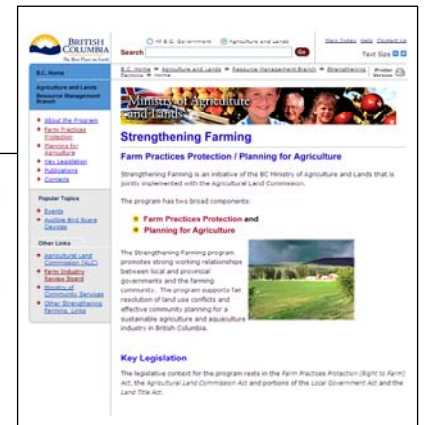 BRITISH
COLUMBIA
The Best Place on Earth
All B.C. Government Agriculture and Lands
Main Index Help Contact Us
Search Go
Text Size
B.C. Home
B.C. Home Agriculture and Lands Resource Management Branch Strengthening
Farming Home
Printer
Version
Agriculture and Lands
Resource Management
Branch
About the Program
Farm Practices
Protection
Planning for
Agriculture
Key Legislation
Publications
Contacts
Popular Topics
Events
Audible Bird Scare
Devices
Other Links
Agricultural Land
Commission (ALC)
Farm Industry
Review Board
Ministry of
Community Services
Other Strengthening
Farming Links
Ministry of Agriculture
and Lands
Strengthening Farming
Farm Practices Protection / Planning for Agriculture
Strengthening Farming is an initiative of the BC Ministry of Agriculture and Lands that is
jointly implemented with the Agricultural Land Commission.
The program has two broad components:
Farm Practices Protection and
Planning for Agriculture
The Strengthening Farming program
promotes strong working relationships
between local and provincial
governments and the farming
community. The program supports fair
resolution of land use conflicts and
effective community planning for a
sustainable agriculture and aquaculture
industry in British Columbia.
Key Legislation
The legislative context for the program rests in the Farm Practices Protection (Right to Farm)
Act, the Agricultural Land Commission Act and portions of the Local Government Act and the
Land Title Act.